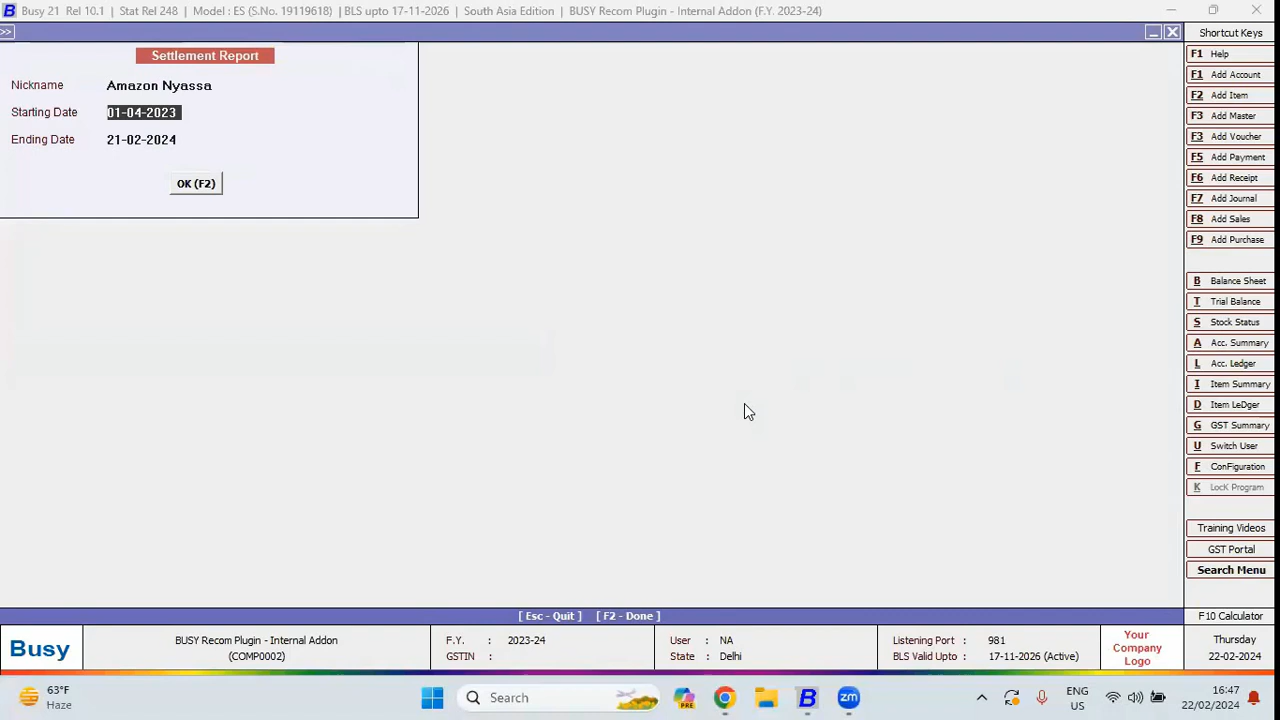 Busy 21 Rel 10.1 | Stat Rel 248 | Model : ES (S.No. 19119618) | BLS upto 17-11-2026 | South Asia Edition | BUSY Recom Plugin - Internal Addon (F.Y. 2023-24)
>>
Settlement Report
Nickname Amazon Nyassa
Starting Date 01-04-2023
Ending Date 21-02-2024
OK (F2)
Shortcut Keys
F1 Help
F1 Add Account
F2 Add Item
F3 Add Master
F3 Add Voucher
F5 Add Payment
F6 Add Receipt
F7 Add Journal
F8 Add Sales
F9 Add Purchase
B Balance Sheet
T Trial Balance
S Stock Status
A Acc. Summary
L Acc. Ledger
I Item Summary
D Item LeDger
G GST Summary
U Switch User
F ConFiguration
K LocK Program
Training Videos
GST Portal
Search Menu
[ Esc - Quit ] [ F2 - Done ]
F10 Calculator
Busy
BUSY Recom Plugin - Internal Addon
(COMP0002)
F.Y. : 2023-24
GSTIN :
User : NA
State : Delhi
Listening Port : 981
BLS Valid Upto : 17-11-2026 (Active)
Your
Company
Logo
Thursday
22-02-2024
63°F
Haze
Search
PRE
zm
ENG
US
16:47
22/02/2024